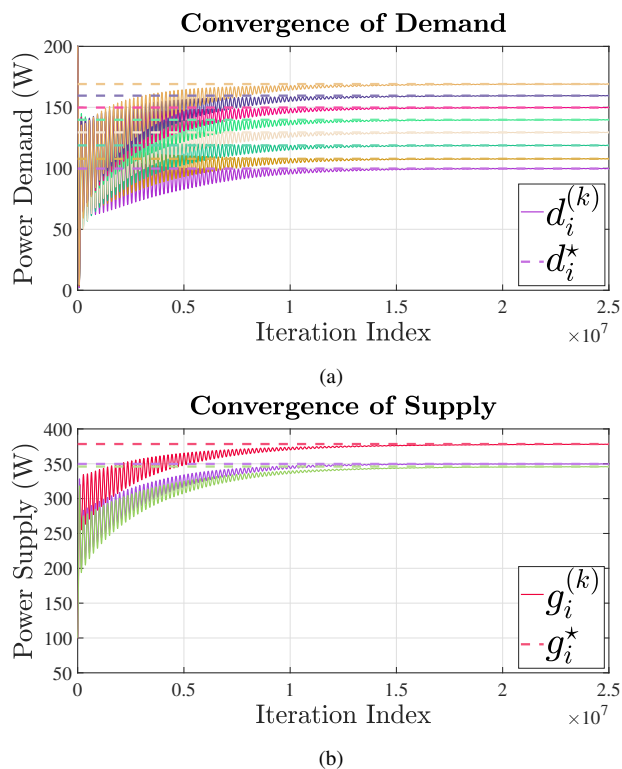 Convergence of Demand
Power Demand (W)
200
150
100
50
0
d_i^{(k)}
d_i^⋆
0 0.5 1 1.5 2 2.5
×10^7
Iteration Index
(a)
Convergence of Supply
Power Supply (W)
400
350
300
250
200
150
100
50
g_i^{(k)}
g_i^⋆
0 0.5 1 1.5 2 2.5
×10^7
Iteration Index
(b)